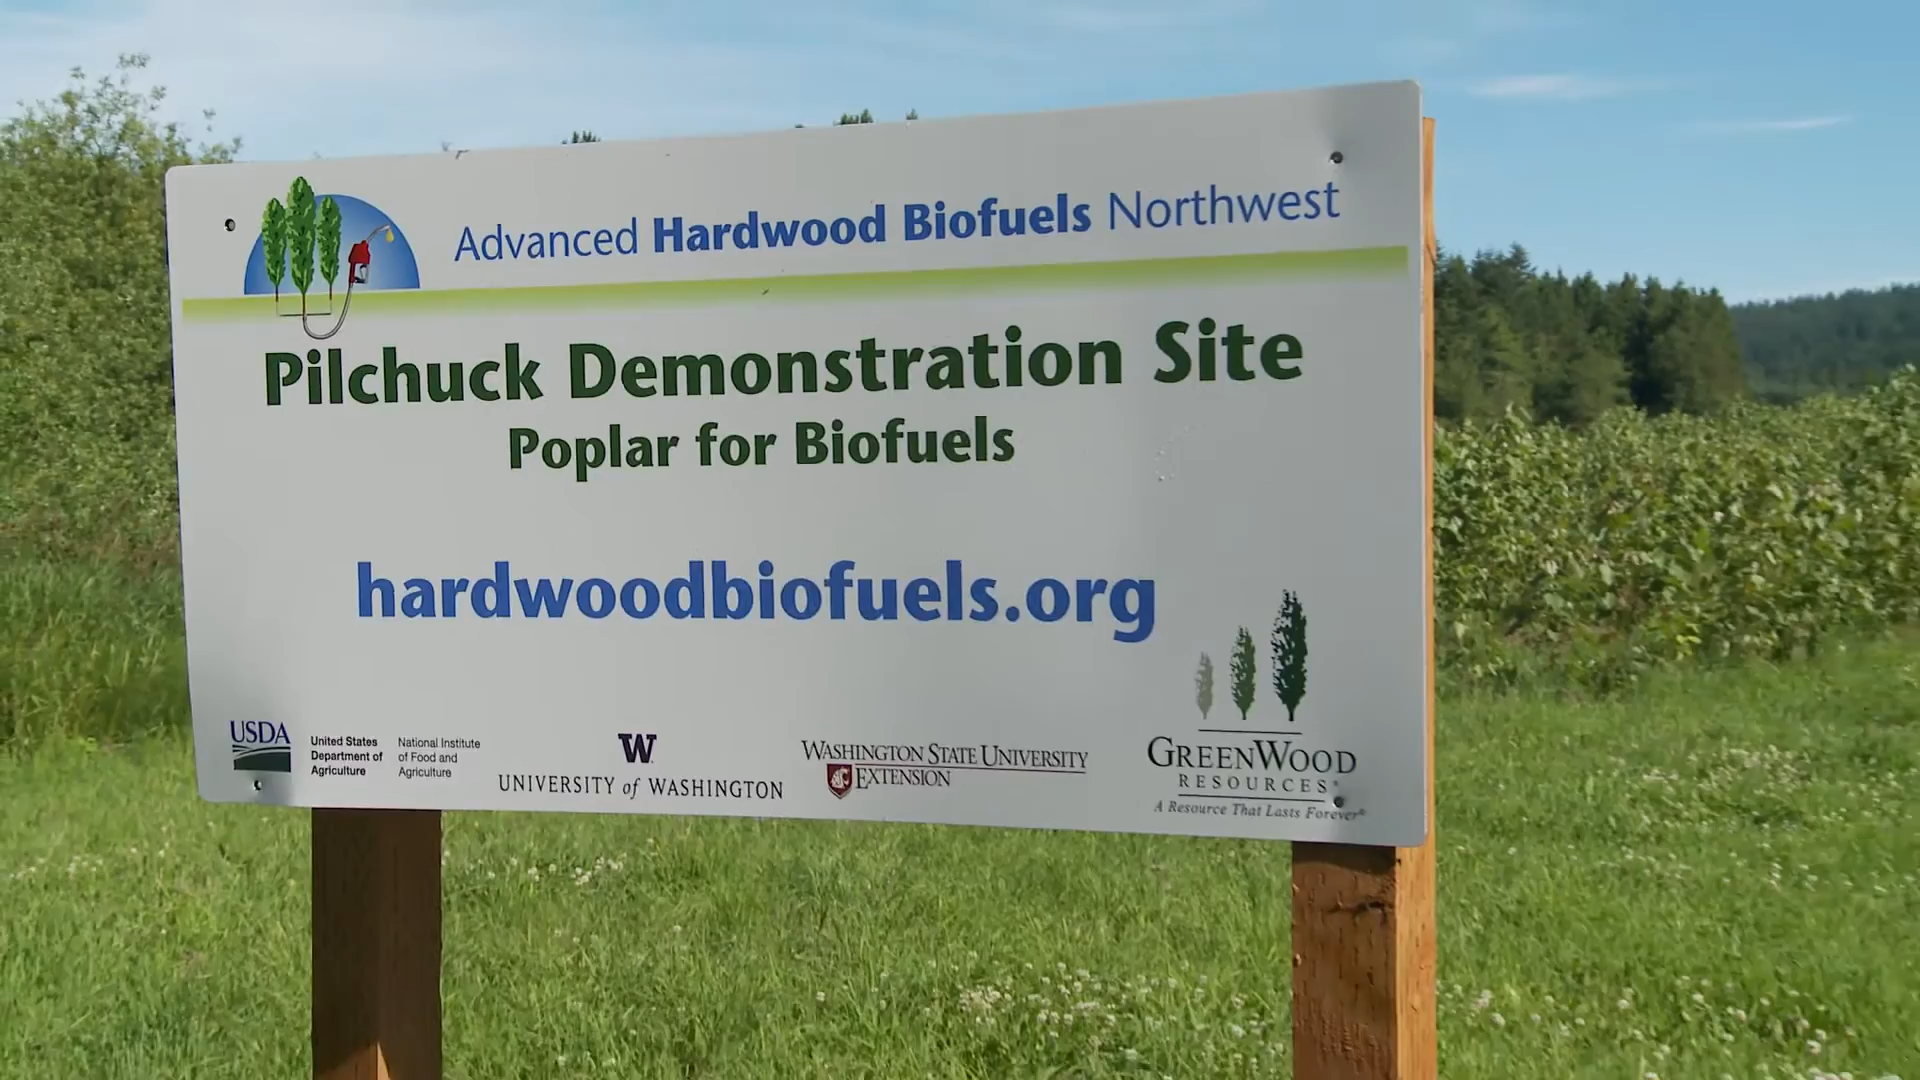 Advanced Hardwood Biofuels Northwest
Pilchuck Demonstration Site
Poplar for Biofuels
hardwoodbiofuels.org
USDA
United States
Department of
Agriculture
National Institute
of Food and
Agriculture
W
UNIVERSITY of WASHINGTON
WASHINGTON STATE UNIVERSITY
EXTENSION
GREENWOOD
RESOURCES®
A Resource That Lasts Forever®